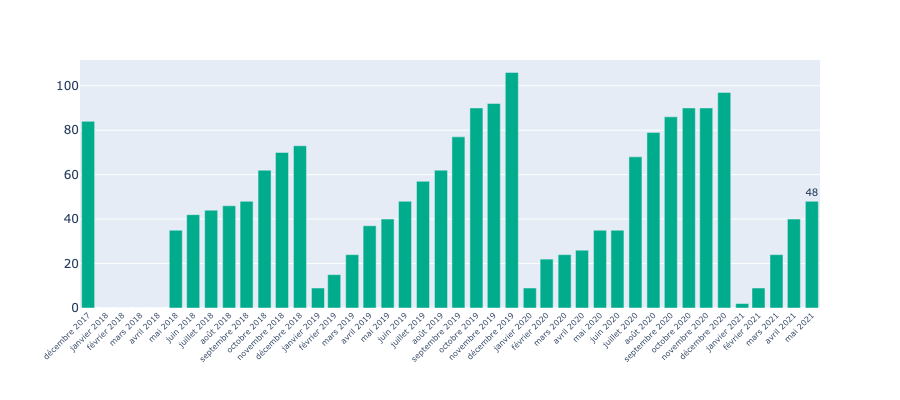 100
80
60
40
20
0
48
décembre 2017
janvier 2018
février 2018
mars 2018
avril 2018
mai 2018
juin 2018
juillet 2018
août 2018
septembre 2018
octobre 2018
novembre 2018
décembre 2018
janvier 2019
février 2019
mars 2019
avril 2019
mai 2019
juin 2019
juillet 2019
août 2019
septembre 2019
octobre 2019
novembre 2019
décembre 2019
janvier 2020
février 2020
mars 2020
avril 2020
mai 2020
juin 2020
juillet 2020
août 2020
septembre 2020
octobre 2020
novembre 2020
décembre 2020
janvier 2021
février 2021
mars 2021
avril 2021
mai 2021